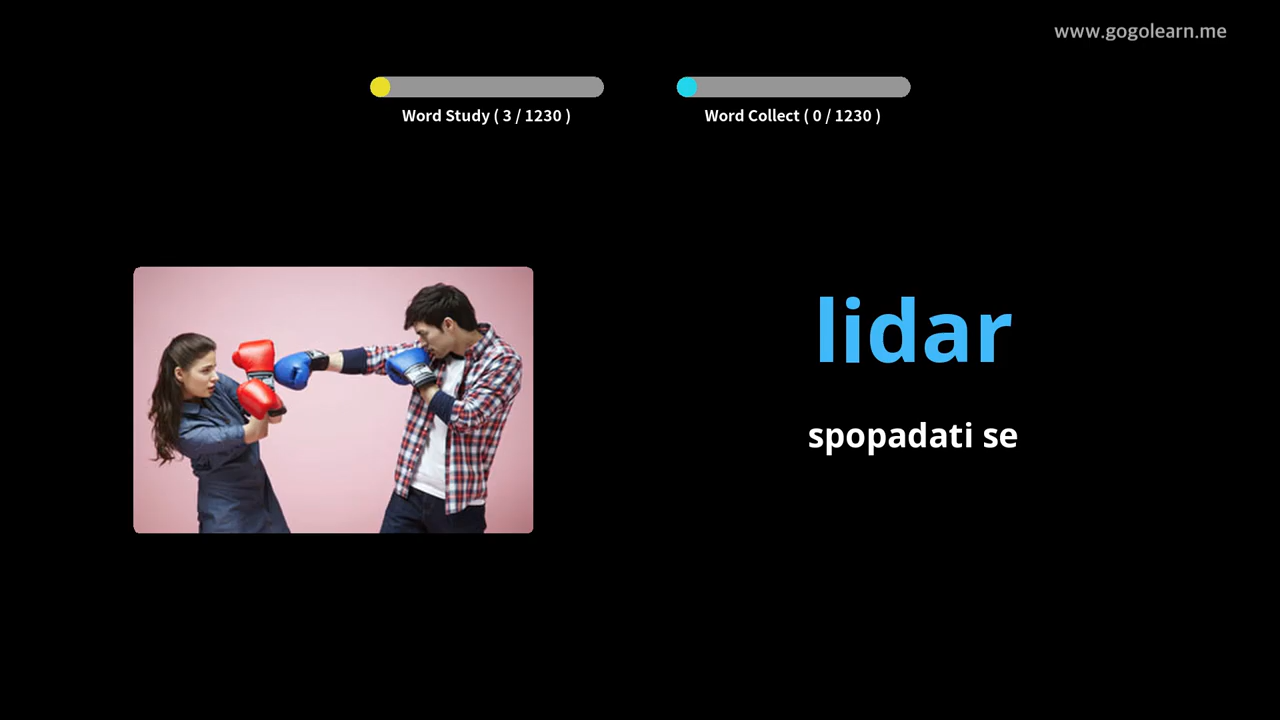 www.gogolearn.me
Word Study ( 3 / 1230 )
Word Collect ( 0 / 1230 )
lidar
spopadati se